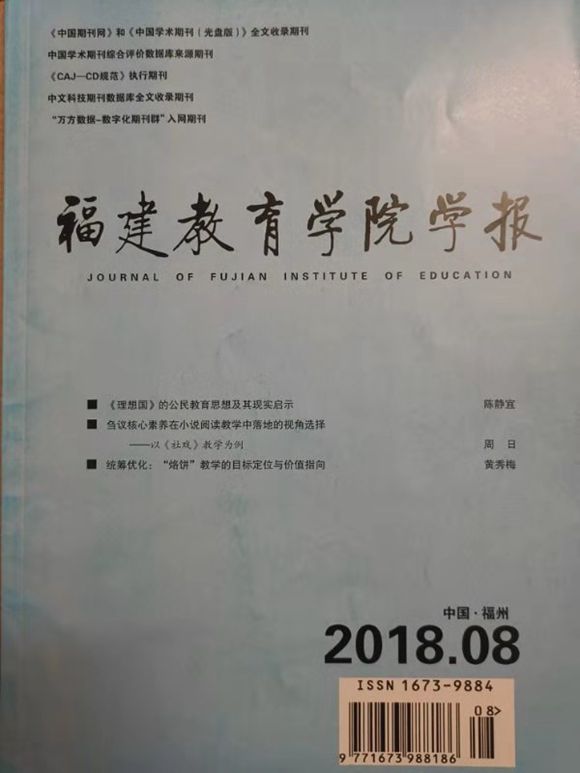 《中国期刊网》和《中国学术期刊(光盘版)》全文收录期刊
中国学术期刊综合评价数据库来源期刊
《CAJ—CD规范》执行期刊
中文科技期刊数据库全文收录期刊
“万方数据-数字化期刊群”入网期刊
福建教育学院学报
JOURNAL OF FUJIAN INSTITUTE OF EDUCATION
■ 《理想国》的公民教育思想及其现实启示 陈静宜
■ 刍议核心素养在小说阅读教学中落地的视角选择
——以《社戏》教学为例 周 日
■ 统筹优化：“烙饼”教学的目标定位与价值指向 黄秀梅
中国·福州
2018.08
ISSN 1673-9884
08>
9 771673 988186